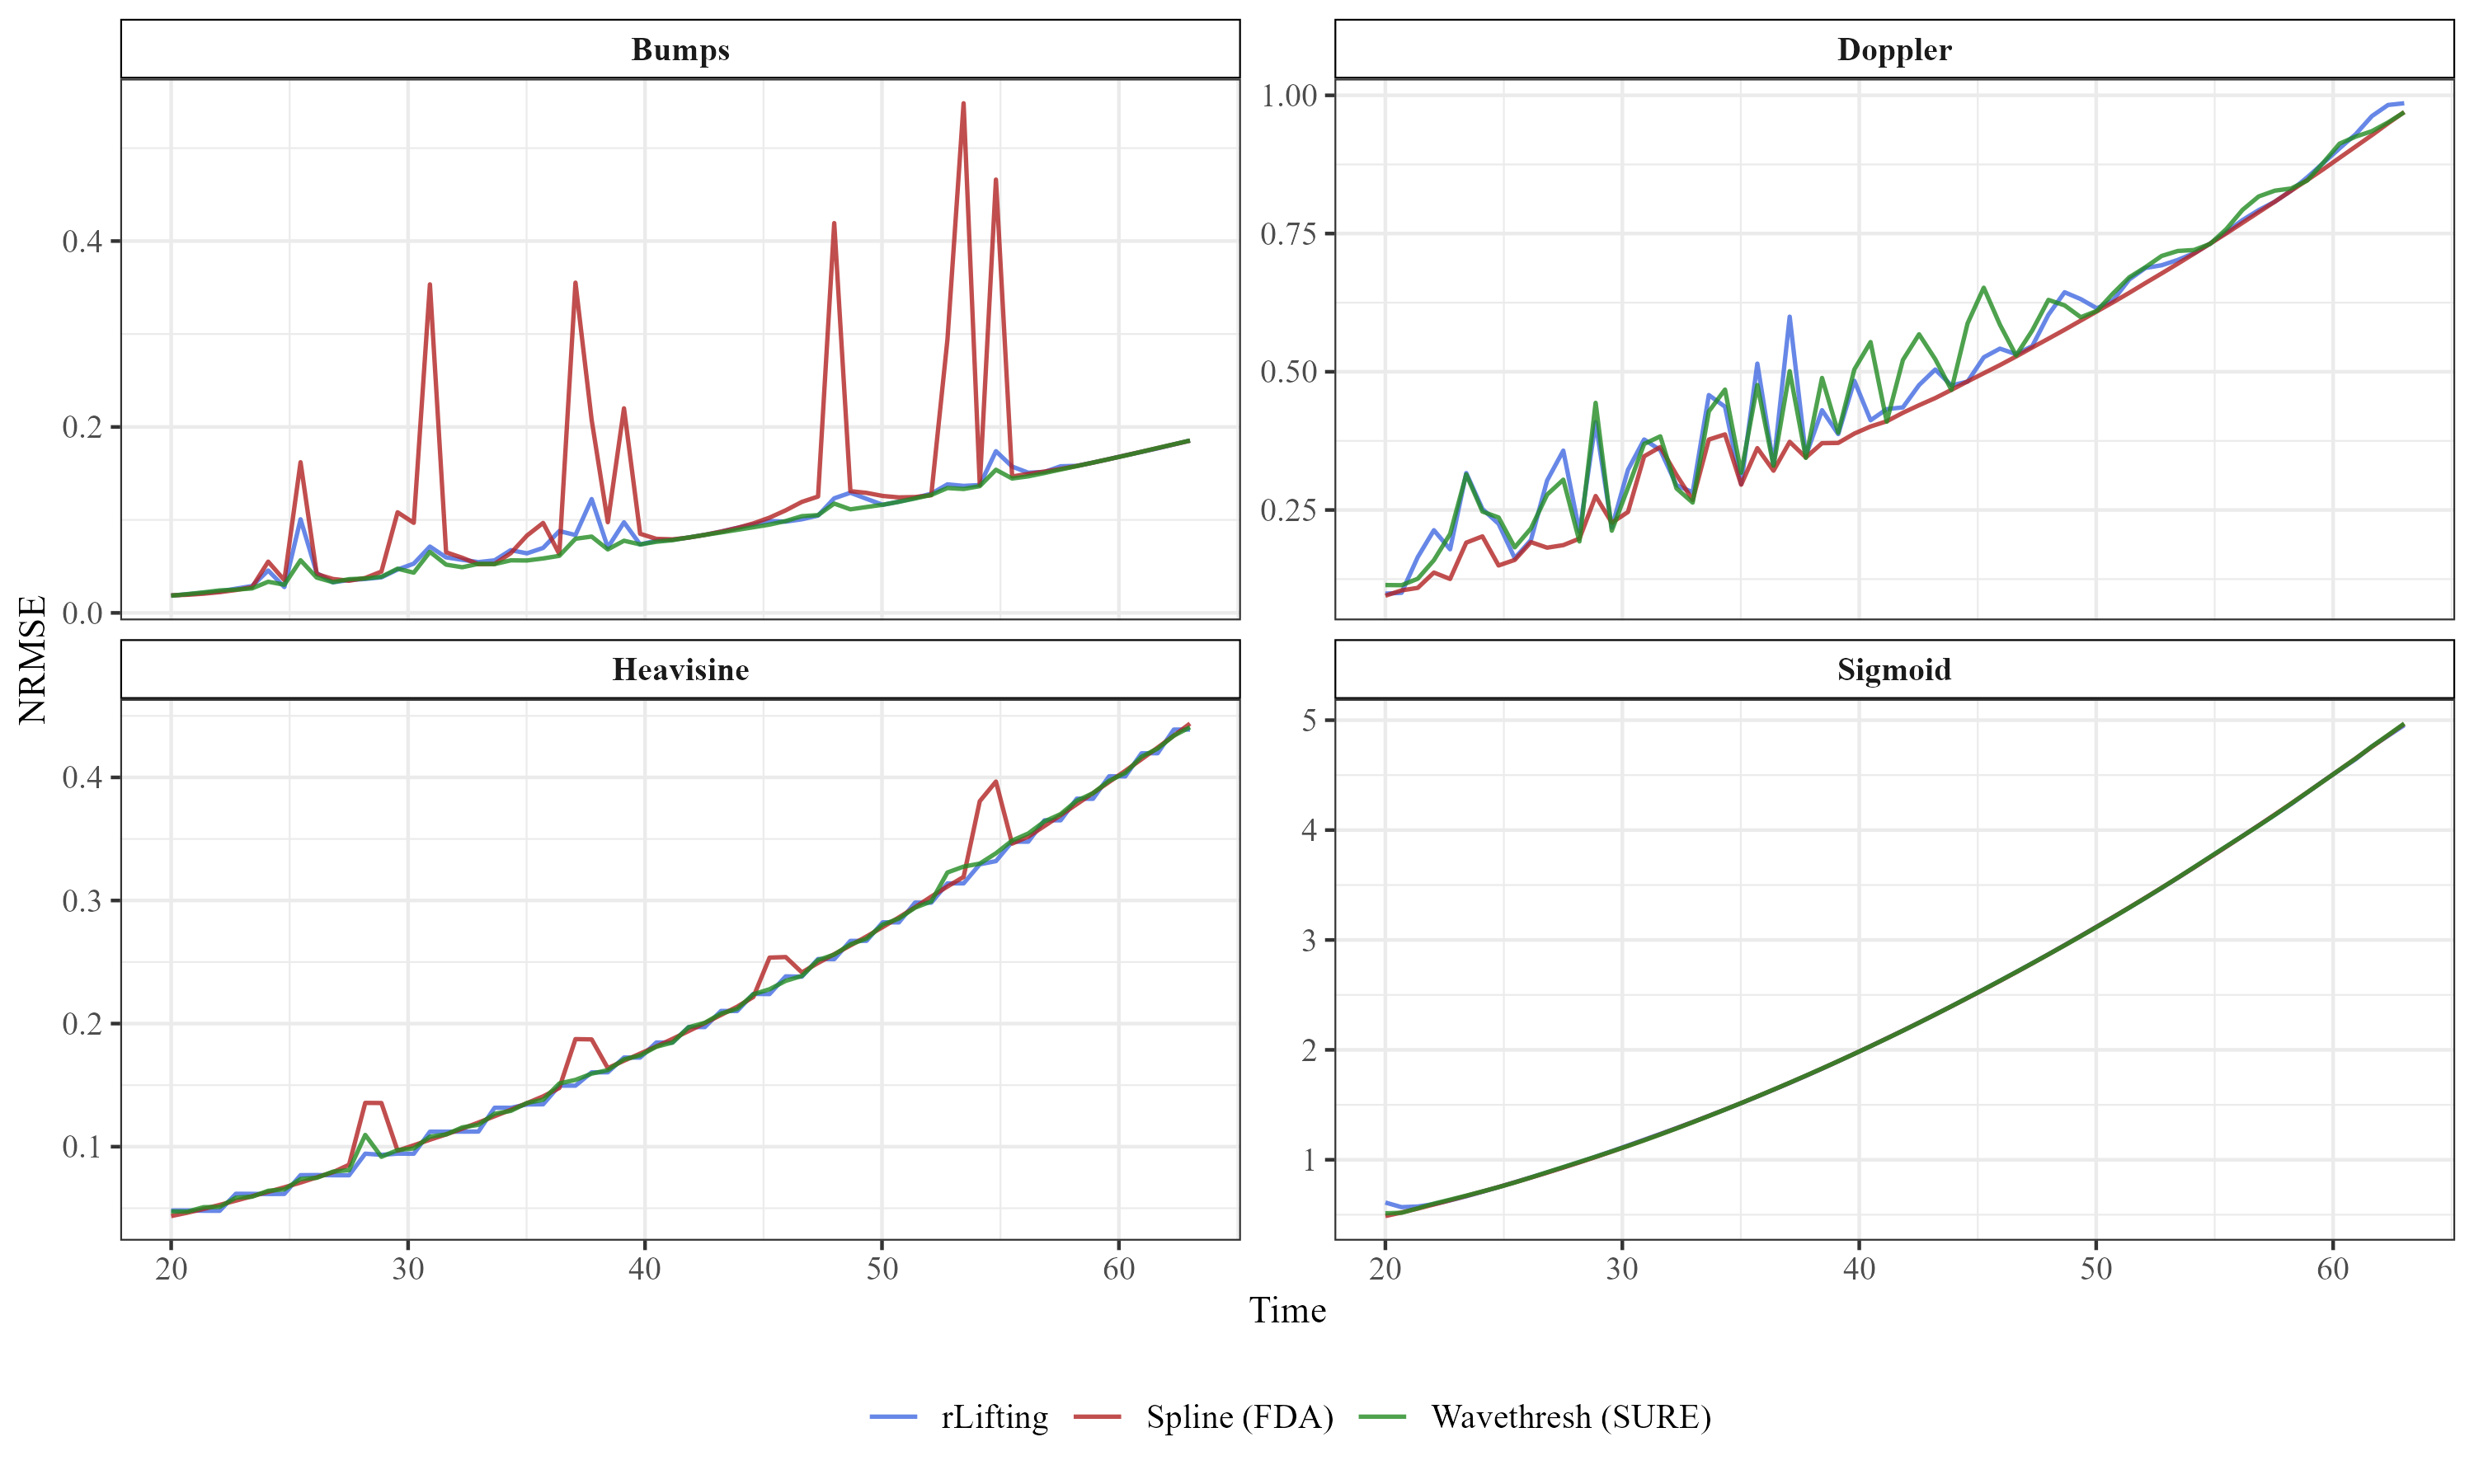 Bumps
Doppler
0.4
0.2
0.0
1.00
0.75
0.50
0.25
NRMSE
Heavisine
Sigmoid
0.4
0.3
0.2
0.1
5
4
3
2
1
20 30 40 50 60
20 30 40 50 60
Time
rLifting Spline (FDA) Wavethresh (SURE)